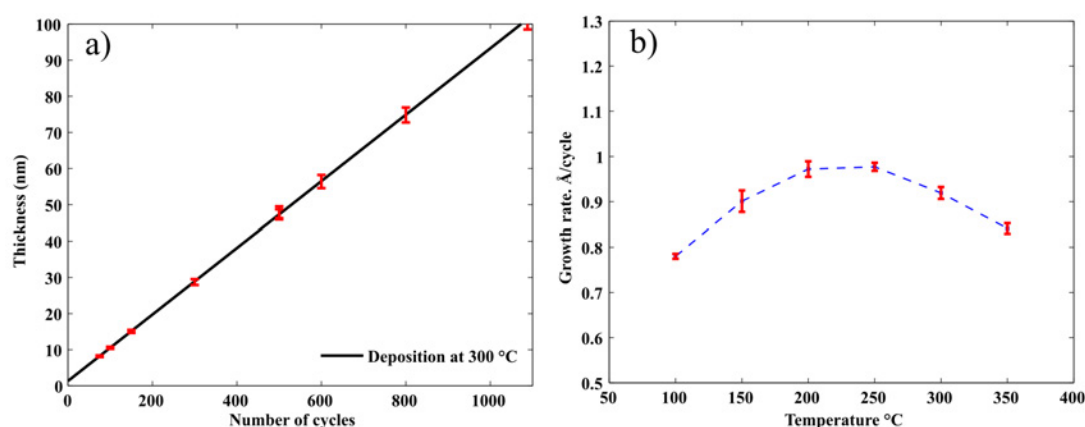 a)
100
90
80
70
60
50
40
30
20
10
0
Thickness (nm)
Deposition at 300 °C
0 200 400 600 800 1000
Number of cycles
b)
1.3
1.2
1.1
1
0.9
0.8
0.7
0.6
0.5
Growth rate. Å/cycle
50 100 150 200 250 300 350 400
Temperature °C